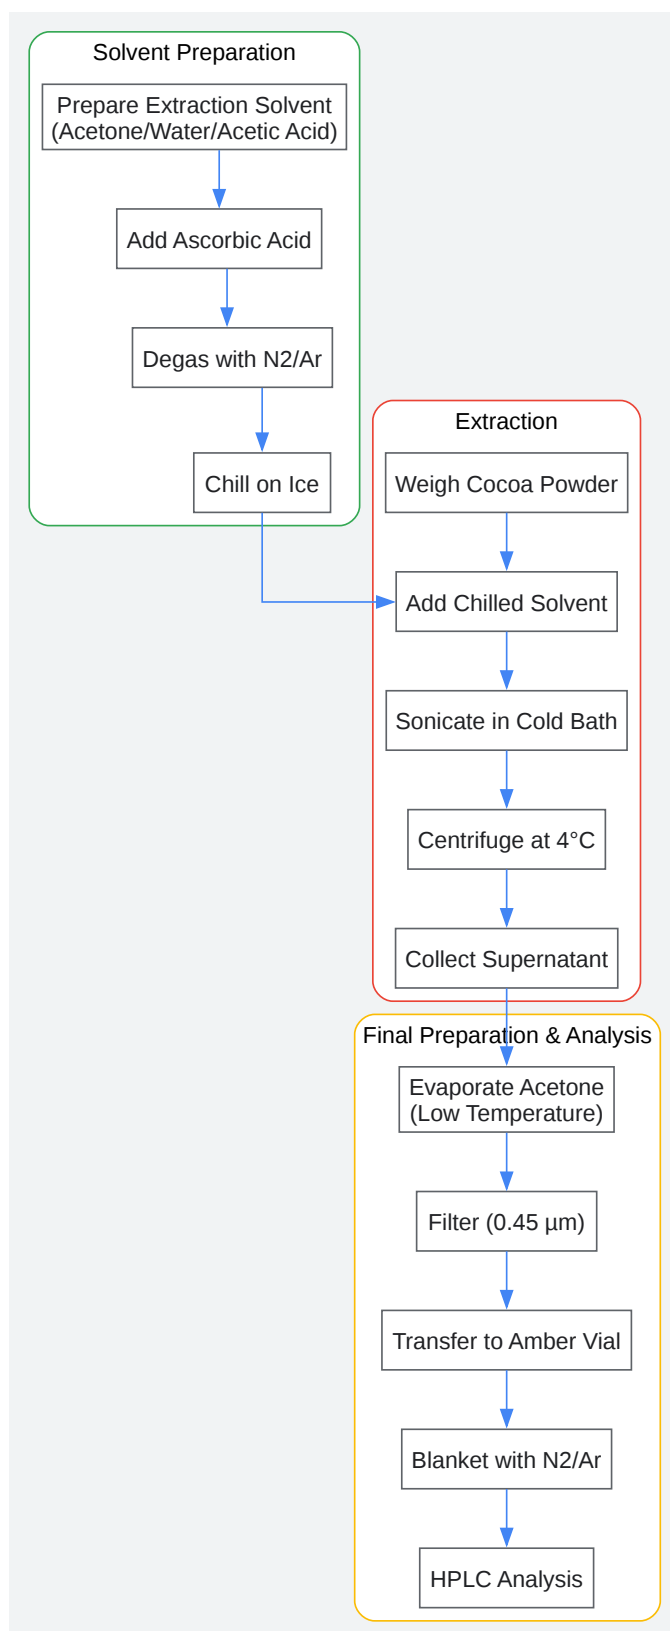 Solvent Preparation
Prepare Extraction Solvent
(Acetone/Water/Acetic Acid)
Add Ascorbic Acid
Degas with N2/Ar
Chill on Ice
Extraction
Weigh Cocoa Powder
Add Chilled Solvent
Sonicate in Cold Bath
Centrifuge at 4°C
Collect Supernatant
Final Preparation & Analysis
Evaporate Acetone
(Low Temperature)
Filter (0.45 µm)
Transfer to Amber Vial
Blanket with N2/Ar
HPLC Analysis